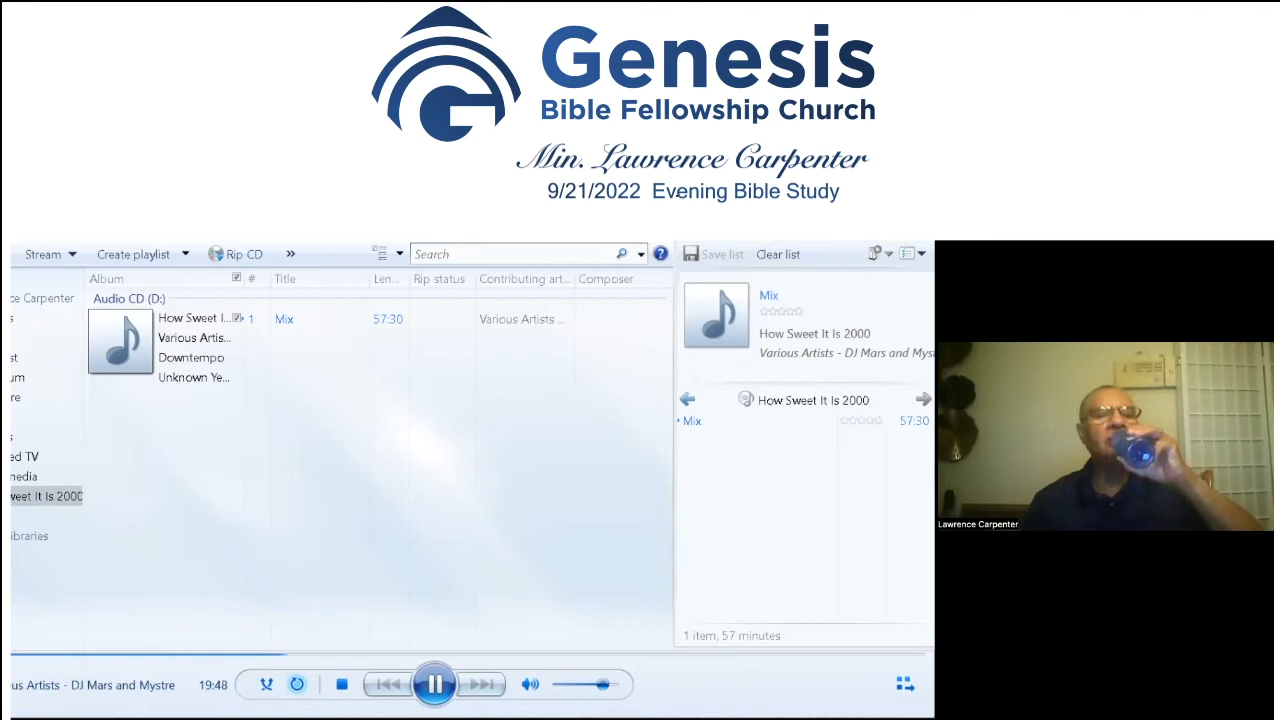 Genesis
Bible Fellowship Church
Min. Lawrence Carpenter
9/21/2022 Evening Bible Study
Stream Create playlist Rip CD » Search ? Save list Clear list
Album # Title Len... Rip status Contributing art... Composer
ce Carpenter
Audio CD (D:)
How Sweet I... 1 Mix 57:30 Various Artists ...
Various Artis...
Downtempo
Unknown Ye...
st
um
re
s
ed TV
nedia
weet It Is 2000
ibraries
Mix
How Sweet It Is 2000
Various Artists - DJ Mars and Myst
How Sweet It Is 2000
Mix 57:30
1 item, 57 minutes
Lawrence Carpenter
us Artists - DJ Mars and Mystre 19:48